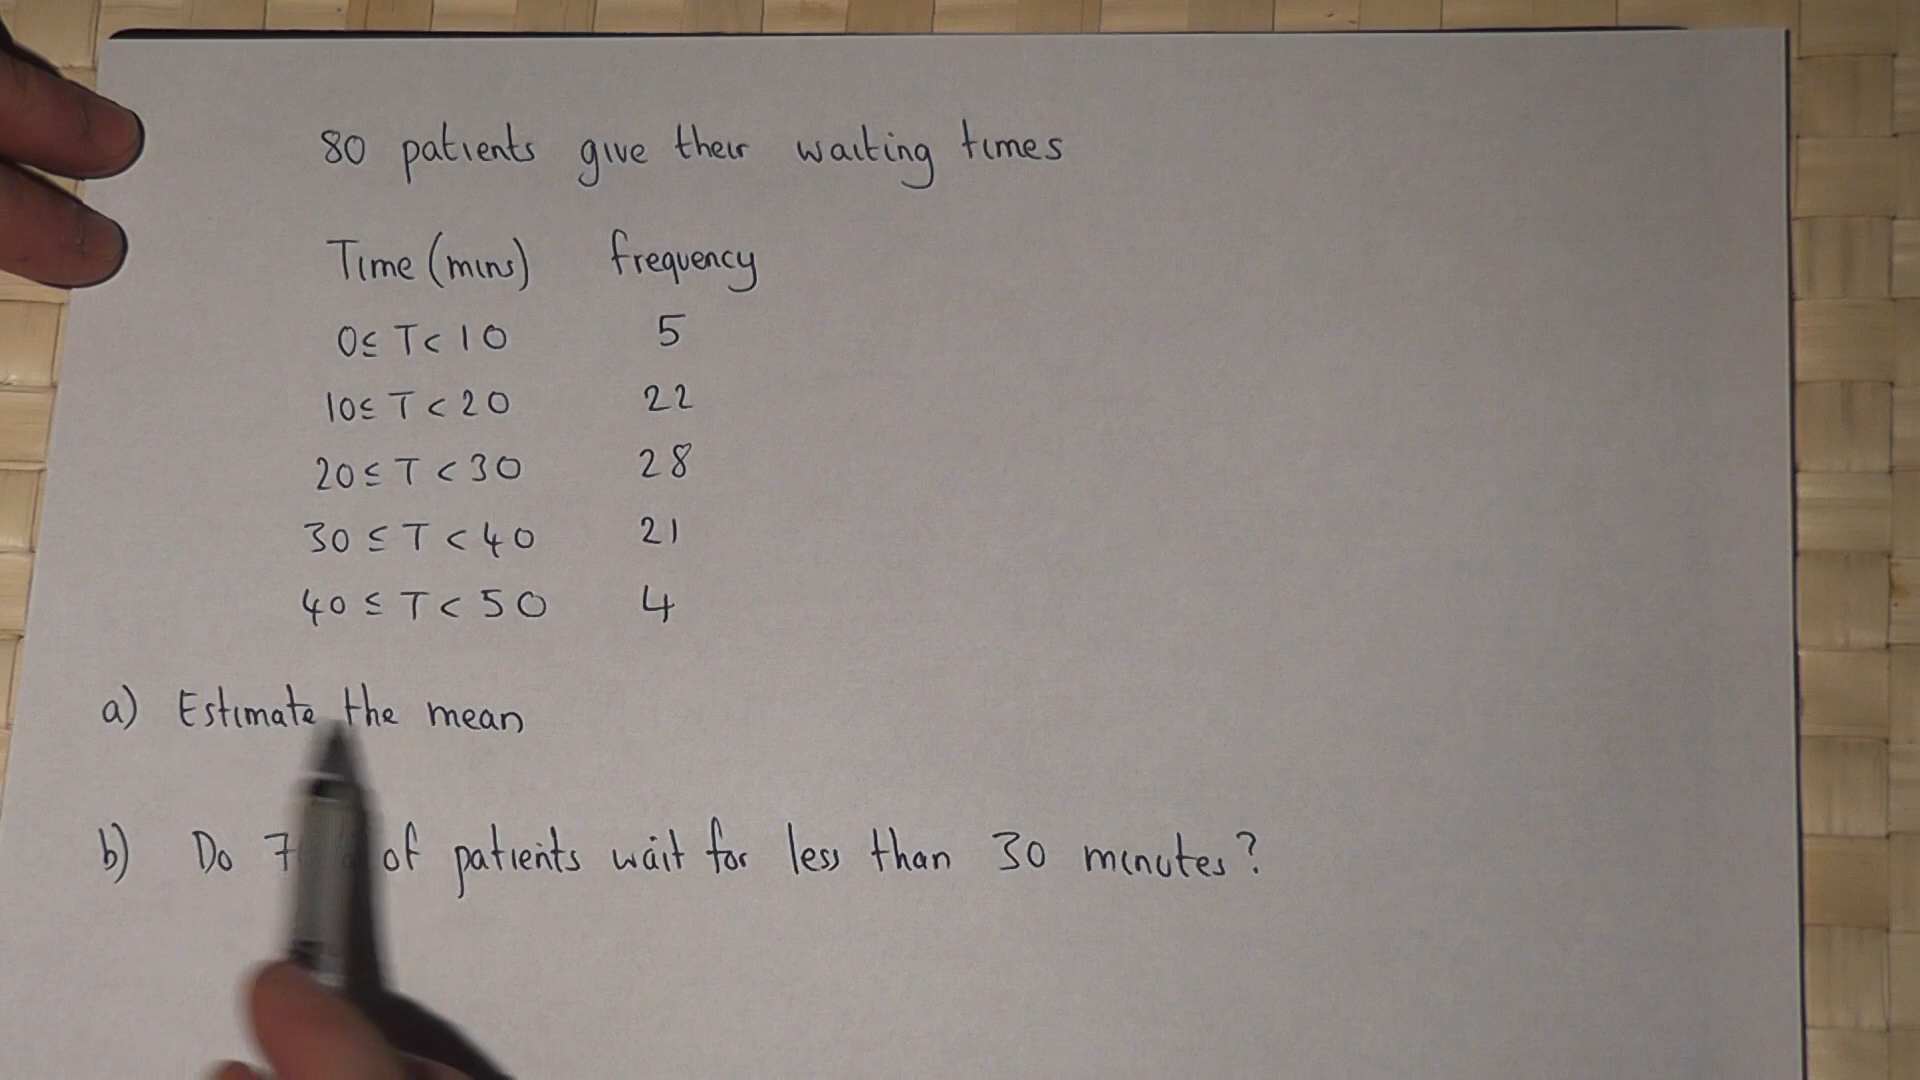 80 patients give their waiting times
Time (mins) frequency
0≤ T< 10 5
10≤ T < 20 22
20 ≤ T < 30 28
30 ≤ T < 40 21
40 ≤ T < 50 4
a) Estimate the mean
b) Do of patients wait for less than 30 minutes?